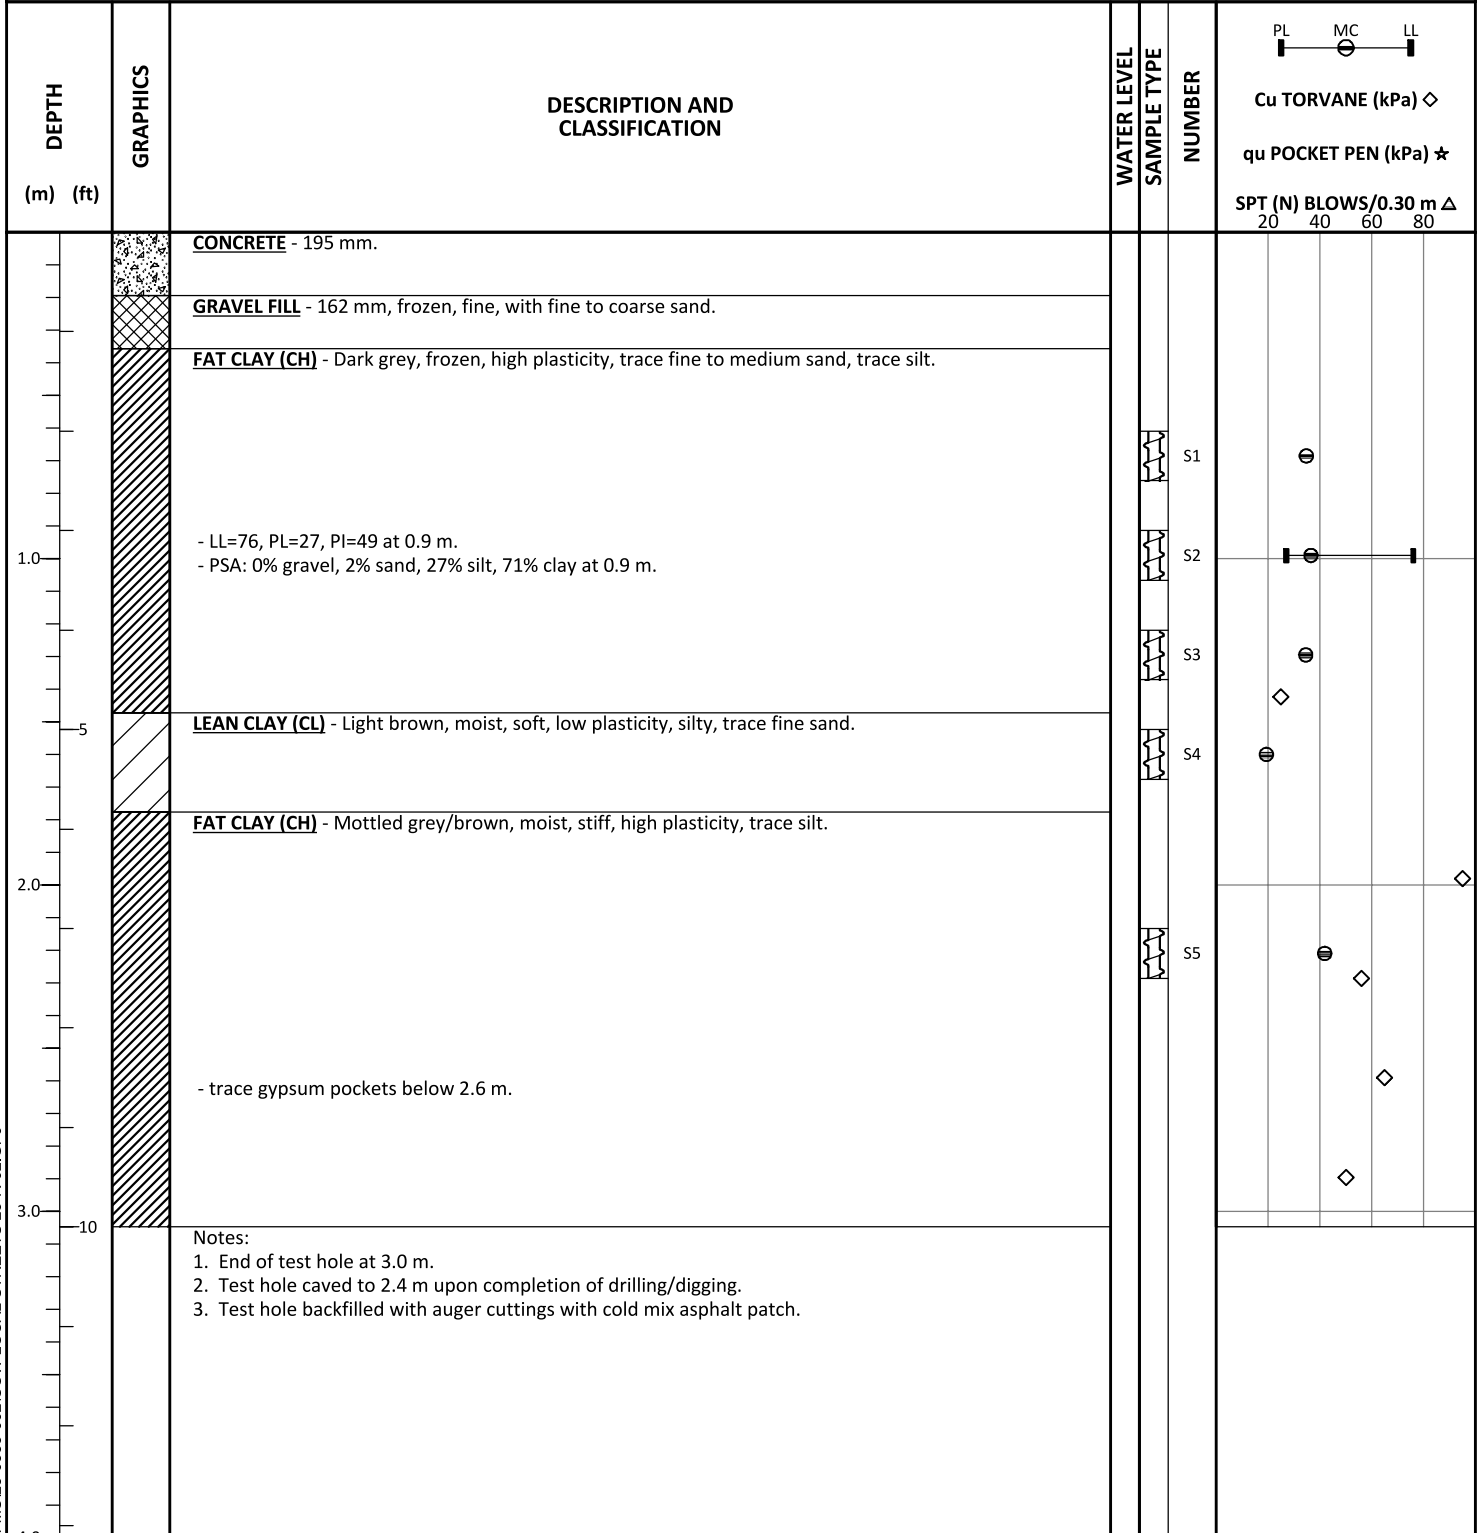 DEPTH
(m) (ft)
GRAPHICS
DESCRIPTION AND
CLASSIFICATION
WATER LEVEL
SAMPLE TYPE
NUMBER
PL MC LL
Cu TORVANE (kPa)
qu POCKET PEN (kPa)
SPT (N) BLOWS/0.30 m
20 40 60 80
CONCRETE - 195 mm.
GRAVEL FILL - 162 mm, frozen, fine, with fine to coarse sand.
FAT CLAY (CH) - Dark grey, frozen, high plasticity, trace fine to medium sand, trace silt.
S1
- LL=76, PL=27, PI=49 at 0.9 m.
1.0
- PSA: 0% gravel, 2% sand, 27% silt, 71% clay at 0.9 m.
S2
S3
LEAN CLAY (CL) - Light brown, moist, soft, low plasticity, silty, trace fine sand.
5
S4
FAT CLAY (CH) - Mottled grey/brown, moist, stiff, high plasticity, trace silt.
2.0
S5
- trace gypsum pockets below 2.6 m.
3.0
10
Notes:
1. End of test hole at 3.0 m.
2. Test hole caved to 2.4 m upon completion of drilling/digging.
3. Test hole backfilled with auger cuttings with cold mix asphalt patch.